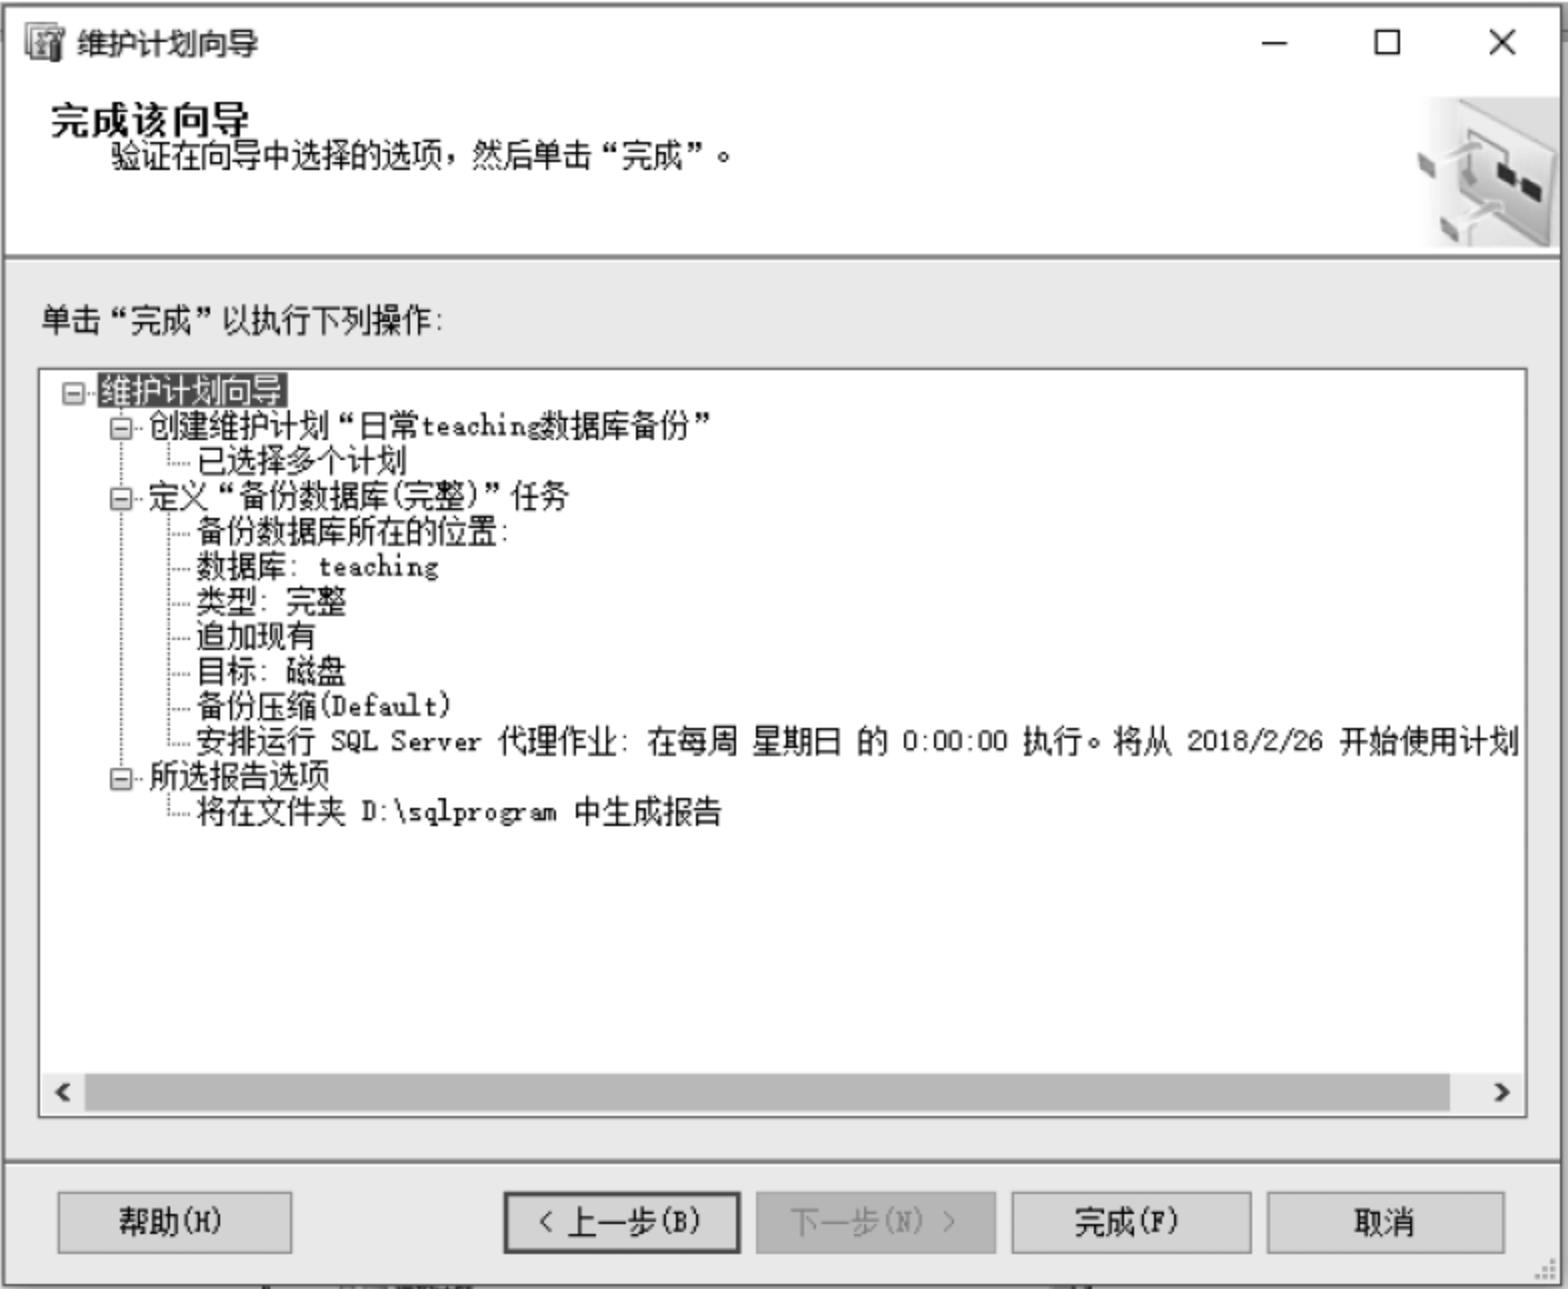 维护计划向导
完成该向导
验证在向导中选择的选项，然后单击“完成”。
单击“完成”以执行下列操作:
维护计划向导
创建维护计划“日常teaching数据库备份”
已选择多个计划
定义“备份数据库(完整)”任务
备份数据库所在的位置:
数据库: teaching
类型: 完整
追加现有
目标: 磁盘
备份压缩(Default)
安排运行 SQL Server 代理作业: 在每周 星期日 的 0:00:00 执行。将从 2018/2/26 开始使用计划
所选报告选项
将在文件夹 D:\sqlprogram 中生成报告
帮助(H)
< 上一步(B)
下一步(N) >
完成(F)
取消